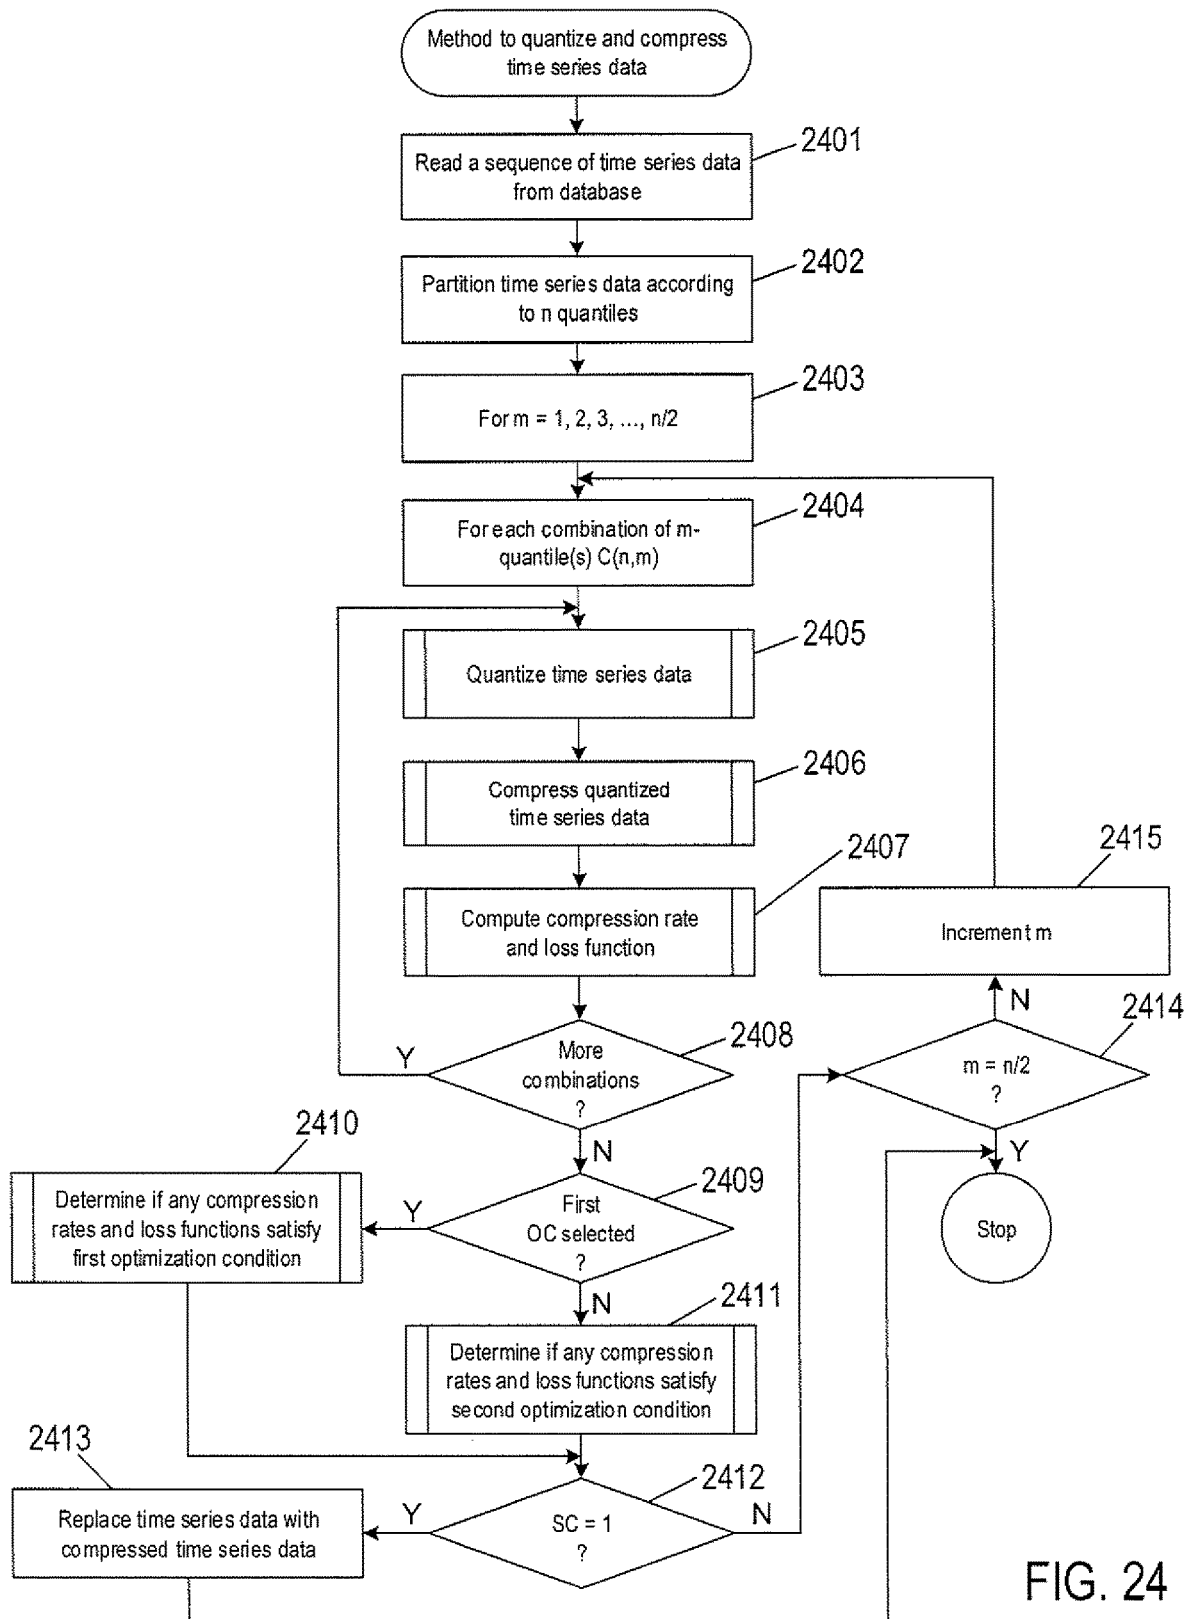 Method to quantize and compress
time series data
2401
Read a sequence of time series data
from database
2402
Partition time series data according
to n quantiles
2403
For m = 1, 2, 3, ..., n/2
2404
For each combination of m-
quantile(s) C(n,m)
2405
Quantize time series data
2406
Compress quantized
time series data
2407
Compute compression rate
and loss function
2415
Increment m
N
2414
m = n/2
?
Y
Stop
2408
More
combinations
?
Y
N
2409
First
OC selected
?
Y
N
2410
Determine if any compression
rates and loss functions satisfy
first optimization condition
2411
Determine if any compression
rates and loss functions satisfy
second optimization condition
2412
SC = 1
?
Y
N
2413
Replace time series data with
compressed time series data
FIG. 24